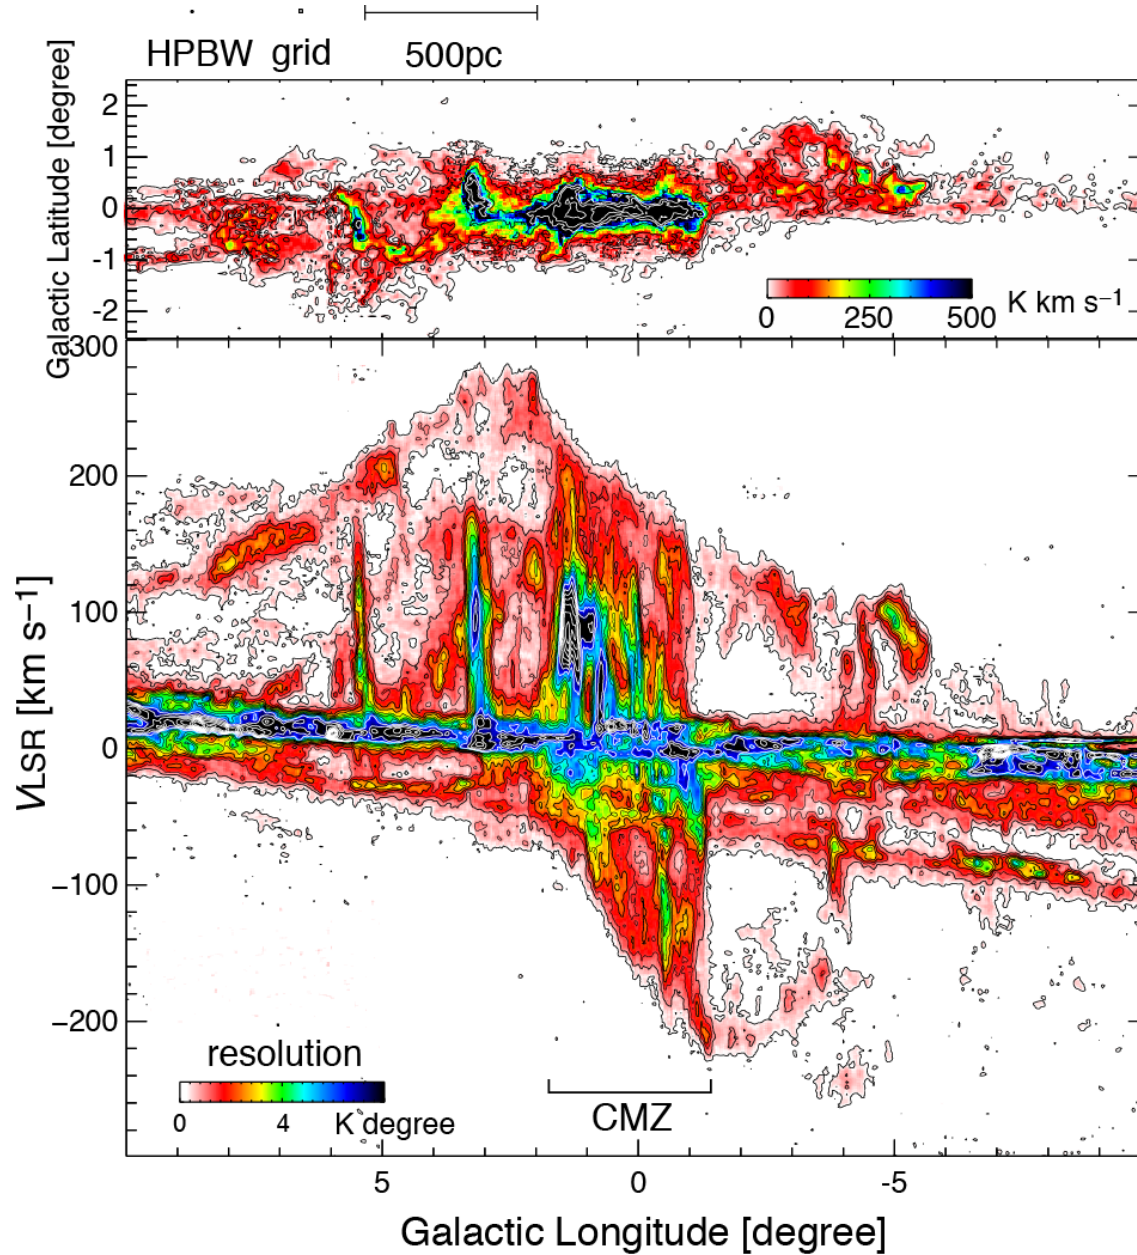 HPBW grid 500pc
Galactic Latitude [degree]
2
1
0
-1
-2
0 250 500 K km s⁻¹
VLSR [km s⁻¹]
300
200
100
0
−100
−200
resolution
0 4 K degree
CMZ
5 0 -5
Galactic Longitude [degree]